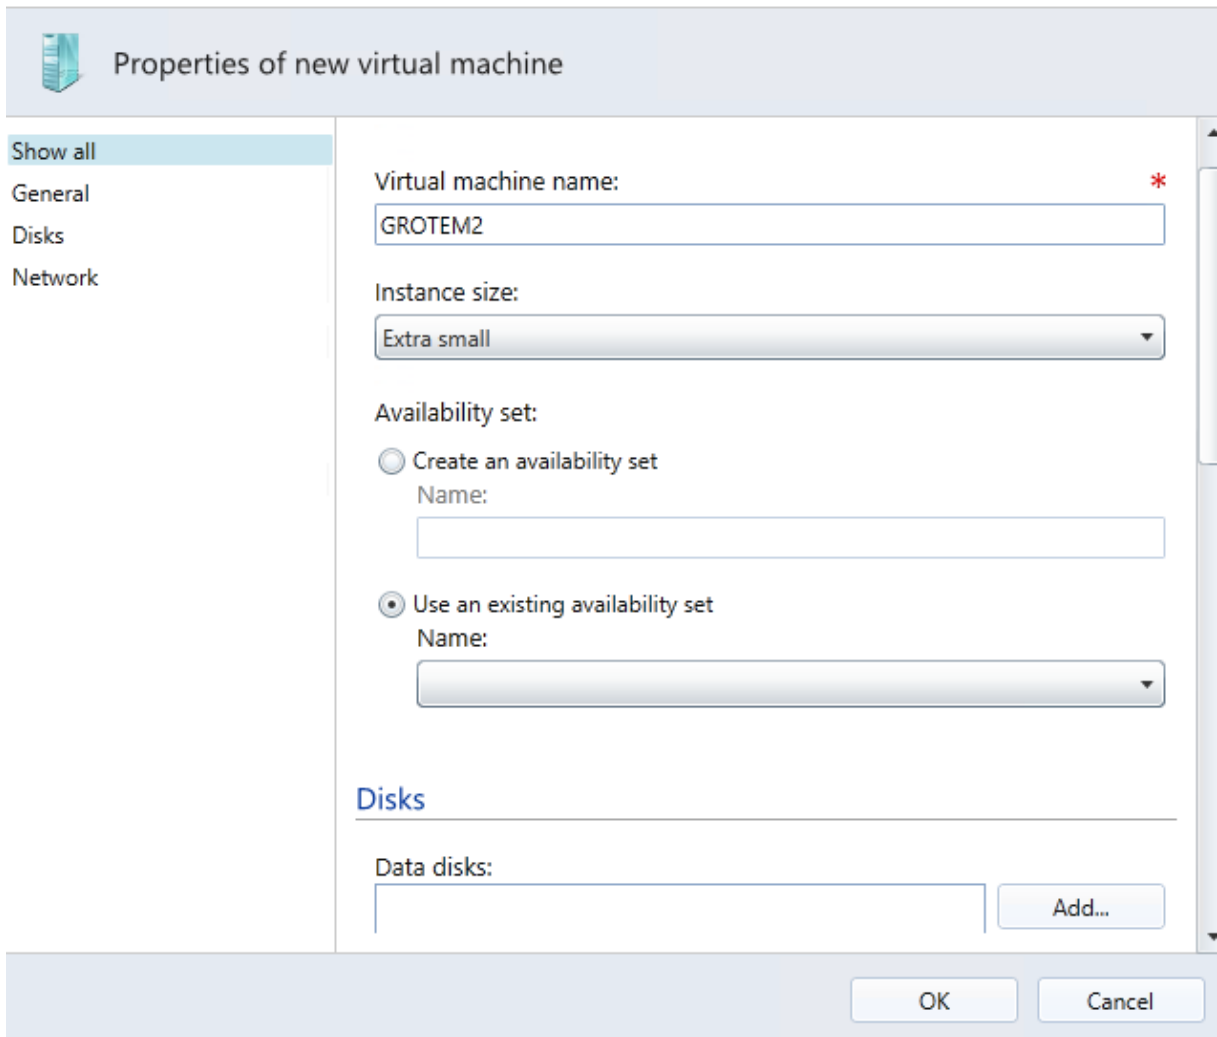 Properties of new virtual machine
Show all
General
Disks
Network
Virtual machine name:
*
GROTEM2
Instance size:
Extra small
Availability set:
Create an availability set
Name:
Use an existing availability set
Name:
Disks
Data disks:
Add...
OK
Cancel